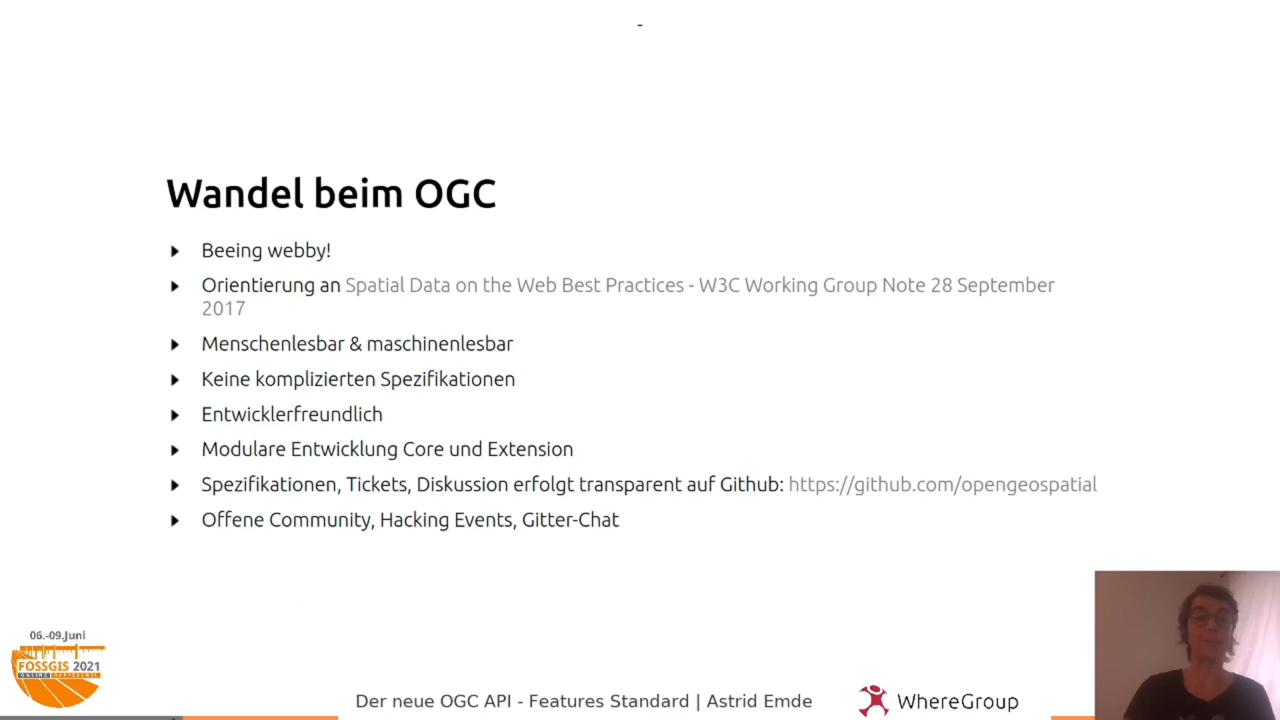 -
Wandel beim OGC
Beeing webby!
Orientierung an Spatial Data on the Web Best Practices - W3C Working Group Note 28 September
2017
Menschenlesbar & maschinenlesbar
Keine komplizierten Spezifikationen
Entwicklerfreundlich
Modulare Entwicklung Core und Extension
Spezifikationen, Tickets, Diskussion erfolgt transparent auf Github: https://github.com/opengeospatial
Offene Community, Hacking Events, Gitter-Chat
06.-09.Juni
FOSSGIS 2021
Der neue OGC API - Features Standard | Astrid Emde
WhereGroup